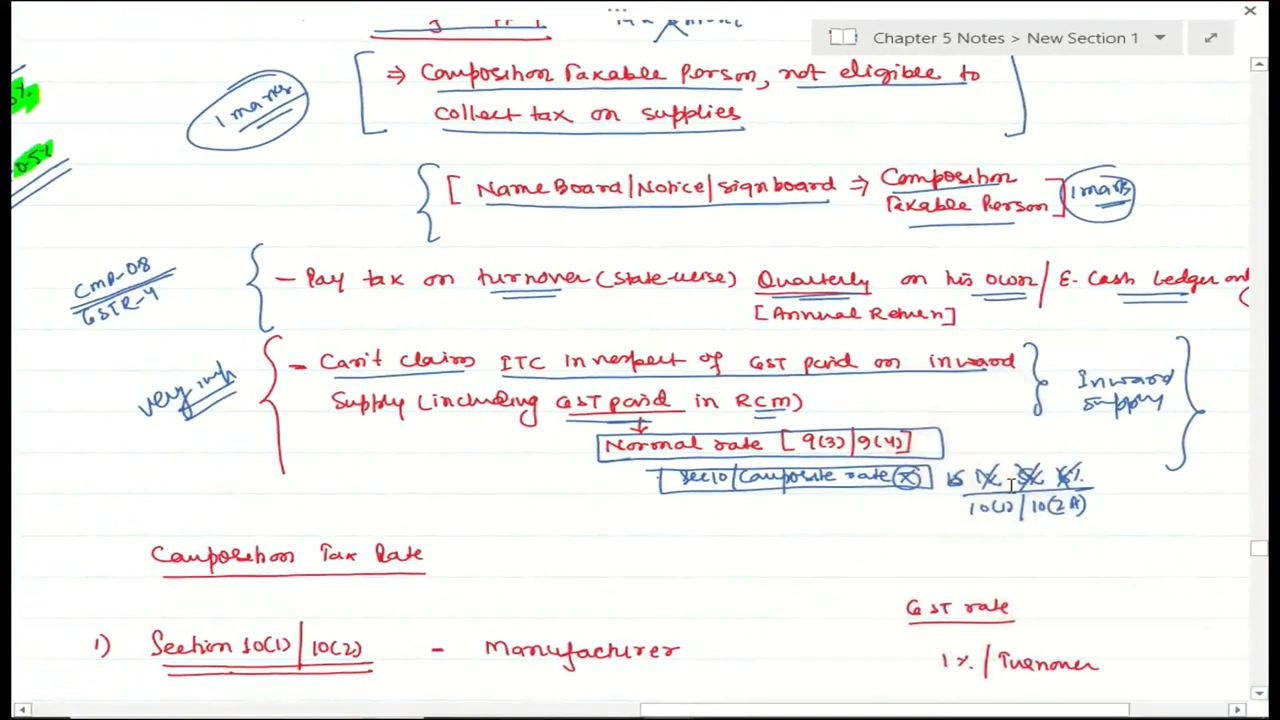 Chapter 5 Notes > New Section 1
⇒ Composition Taxable Person, not eligible to
collect tax on supplies
1 marks
0.5%
[Name Board/Notice/signboard ⇒ Composition
Taxable Person]
1 marks
CMP-08
GSTR-4
- Pay tax on turnover (State-wise) Quarterly on his own / E. Cash ledger on
[Annual Return]
very imp
- Can't claim ITC in respect of GST paid on inward
Supply (including GST paid in RCM)
Inward
supply
Normal rate [9(3)/9(4)]
Sec 10/Composite rate (X)
10(1)/10(2A)
Composition Tax Rate
GST rate
1) Section 10(1)/10(2) - Manufacturer
1%/Turnover